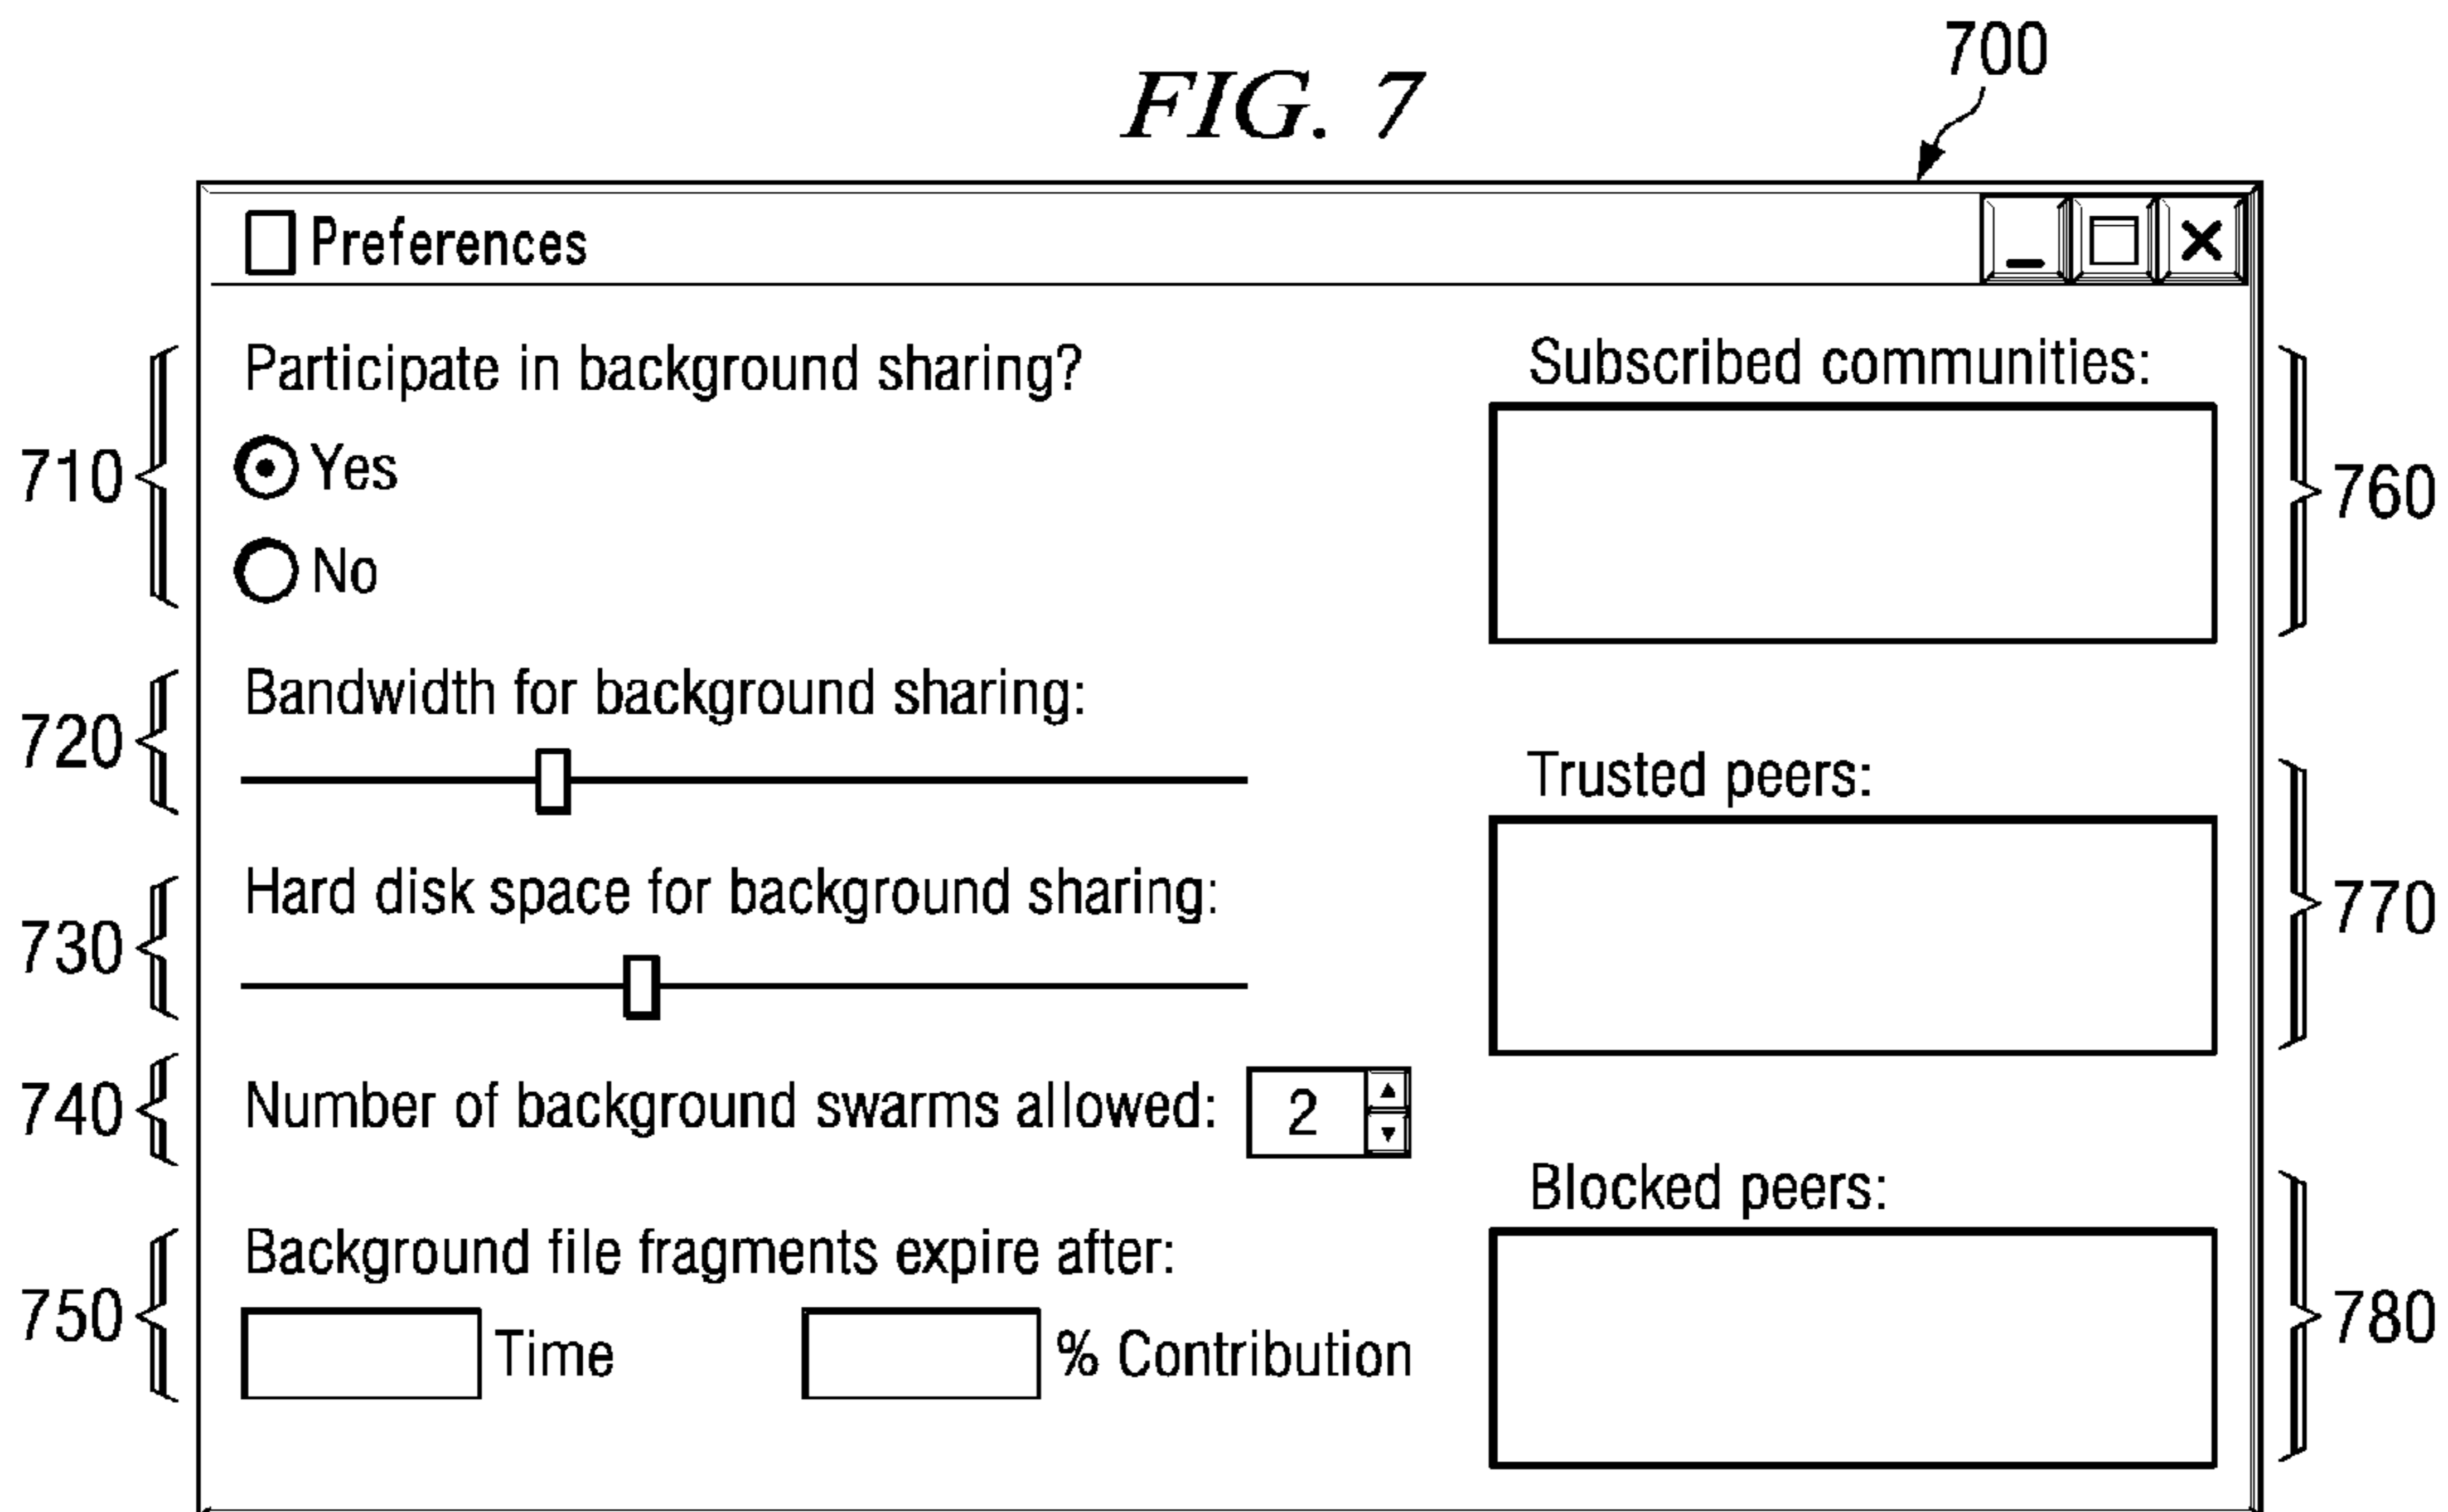 FIG. 7
700
Preferences
710
Participate in background sharing?
Yes
No
720
Bandwidth for background sharing:
730
Hard disk space for background sharing:
740
Number of background swarms allowed: 2
750
Background file fragments expire after:
Time % Contribution
Subscribed communities:
760
Trusted peers:
770
Blocked peers:
780